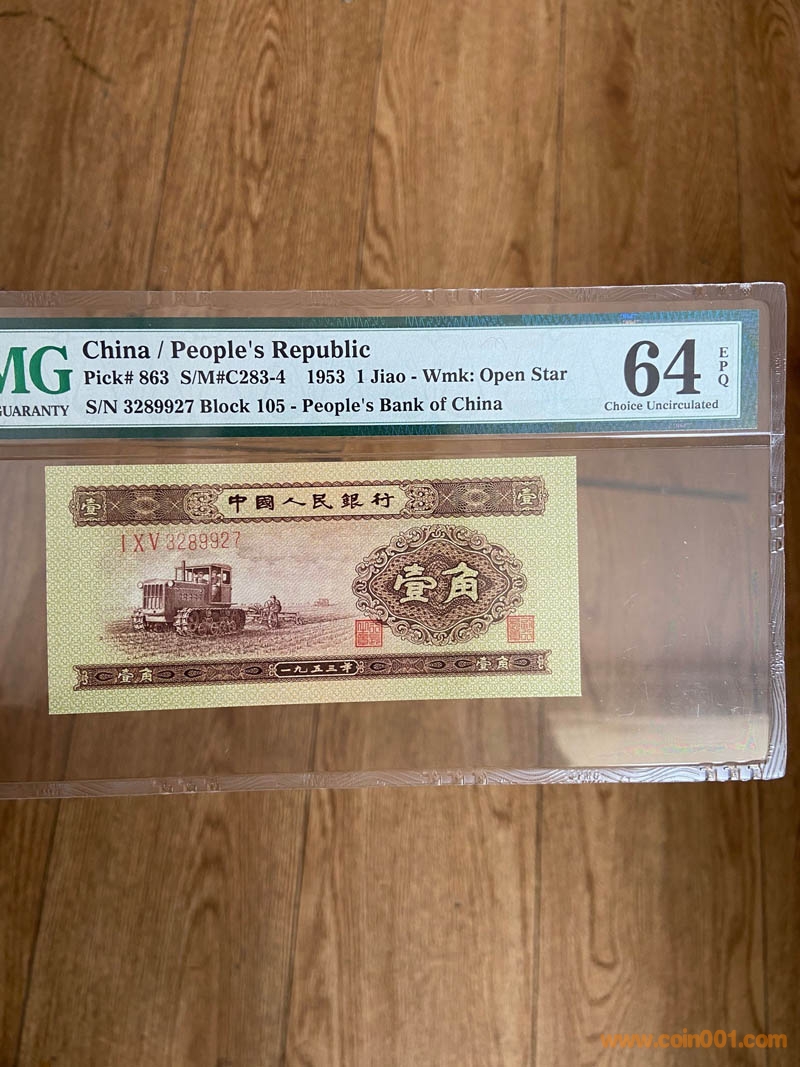 MG
GUARANTY
China / People's Republic
Pick# 863 S/M#C283-4 1953 1 Jiao - Wmk: Open Star
S/N 3289927 Block 105 - People's Bank of China
64
EPQ
Choice Uncirculated
壹 中國人民銀行 壹
I X V 3289927
壹角
壹角 一九五三年 壹角
www.coin001.com